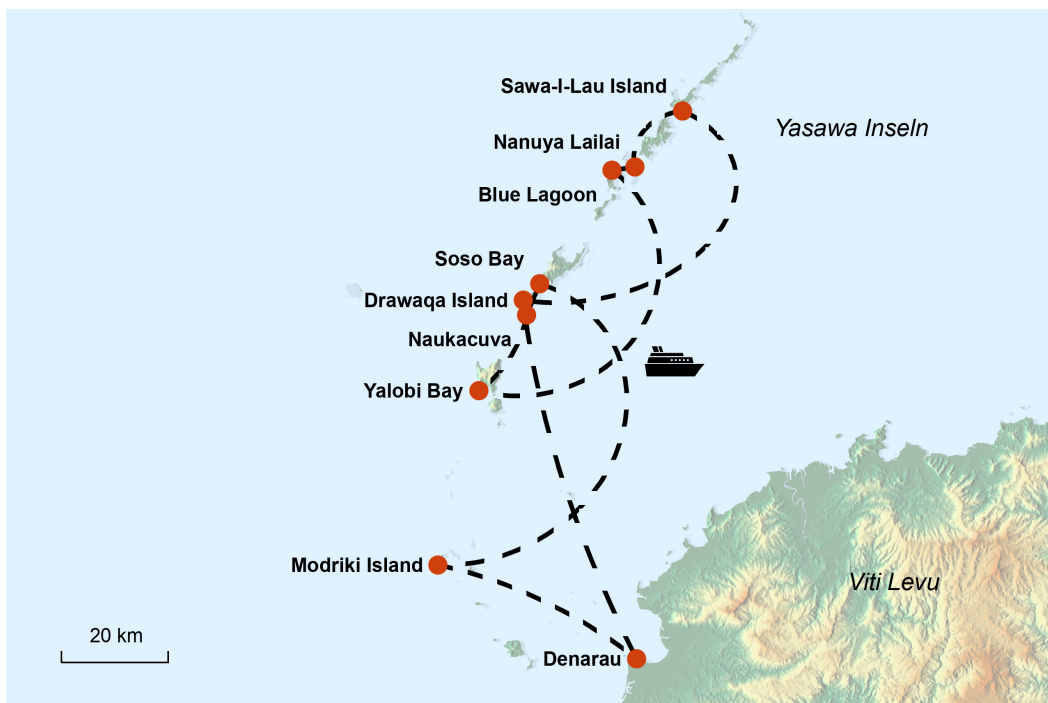 Sawa-I-Lau Island
Yasawa Inseln
Nanuya Lailai
Blue Lagoon
Soso Bay
Drawaqa Island
Naukacuva
Yalobi Bay
Modriki Island
Viti Levu
20 km
Denarau